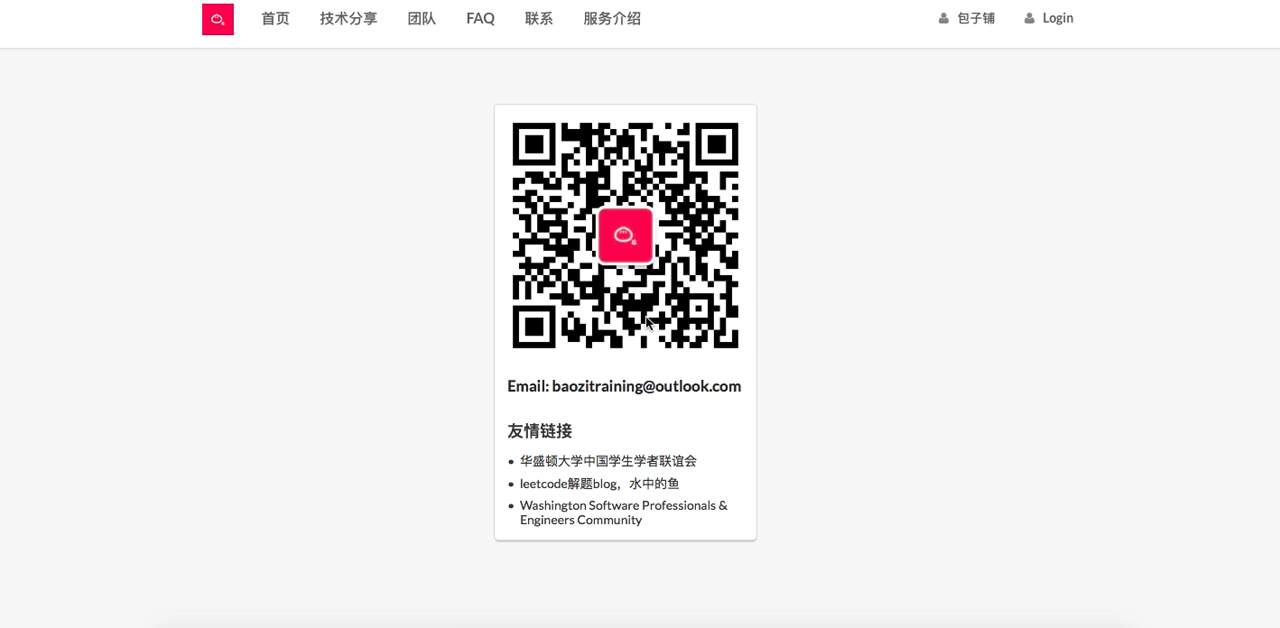 首页 技术分享 团队 FAQ 联系 服务介绍 包子铺 Login
Email: baozitraining@outlook.com
友情链接
华盛顿大学中国学生学者联谊会
leetcode解题blog，水中的鱼
Washington Software Professionals &
Engineers Community